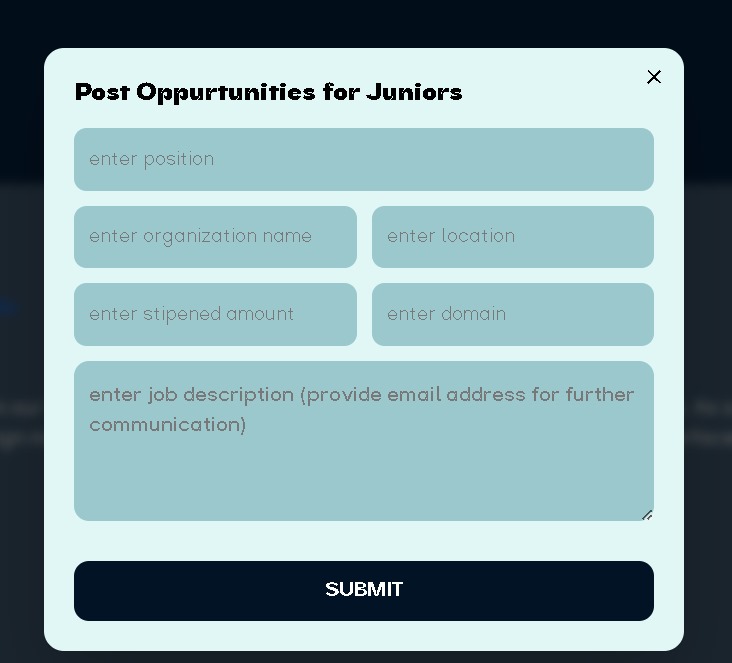 Post Oppurtunities for Juniors
enter position
enter organization name
enter location
enter stipened amount
enter domain
enter job description (provide email address for further
communication)
SUBMIT